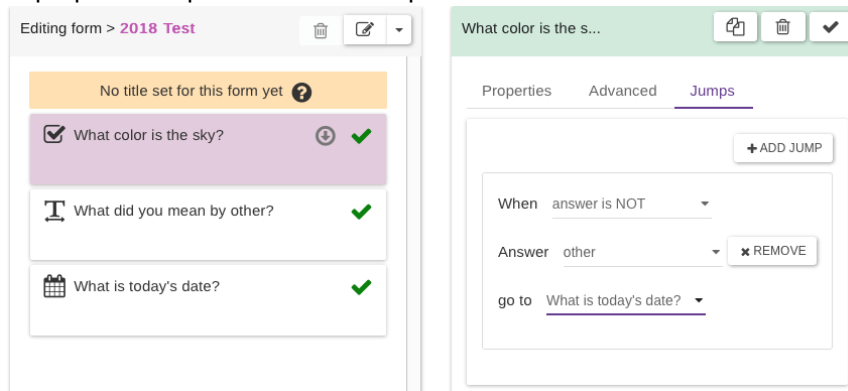 Editing form > 2018 Test
No title set for this form yet
What color is the sky?
What did you mean by other?
What is today's date?
What color is the s...
Properties Advanced Jumps
ADD JUMP
When answer is NOT
Answer other REMOVE
go to What is today's date?